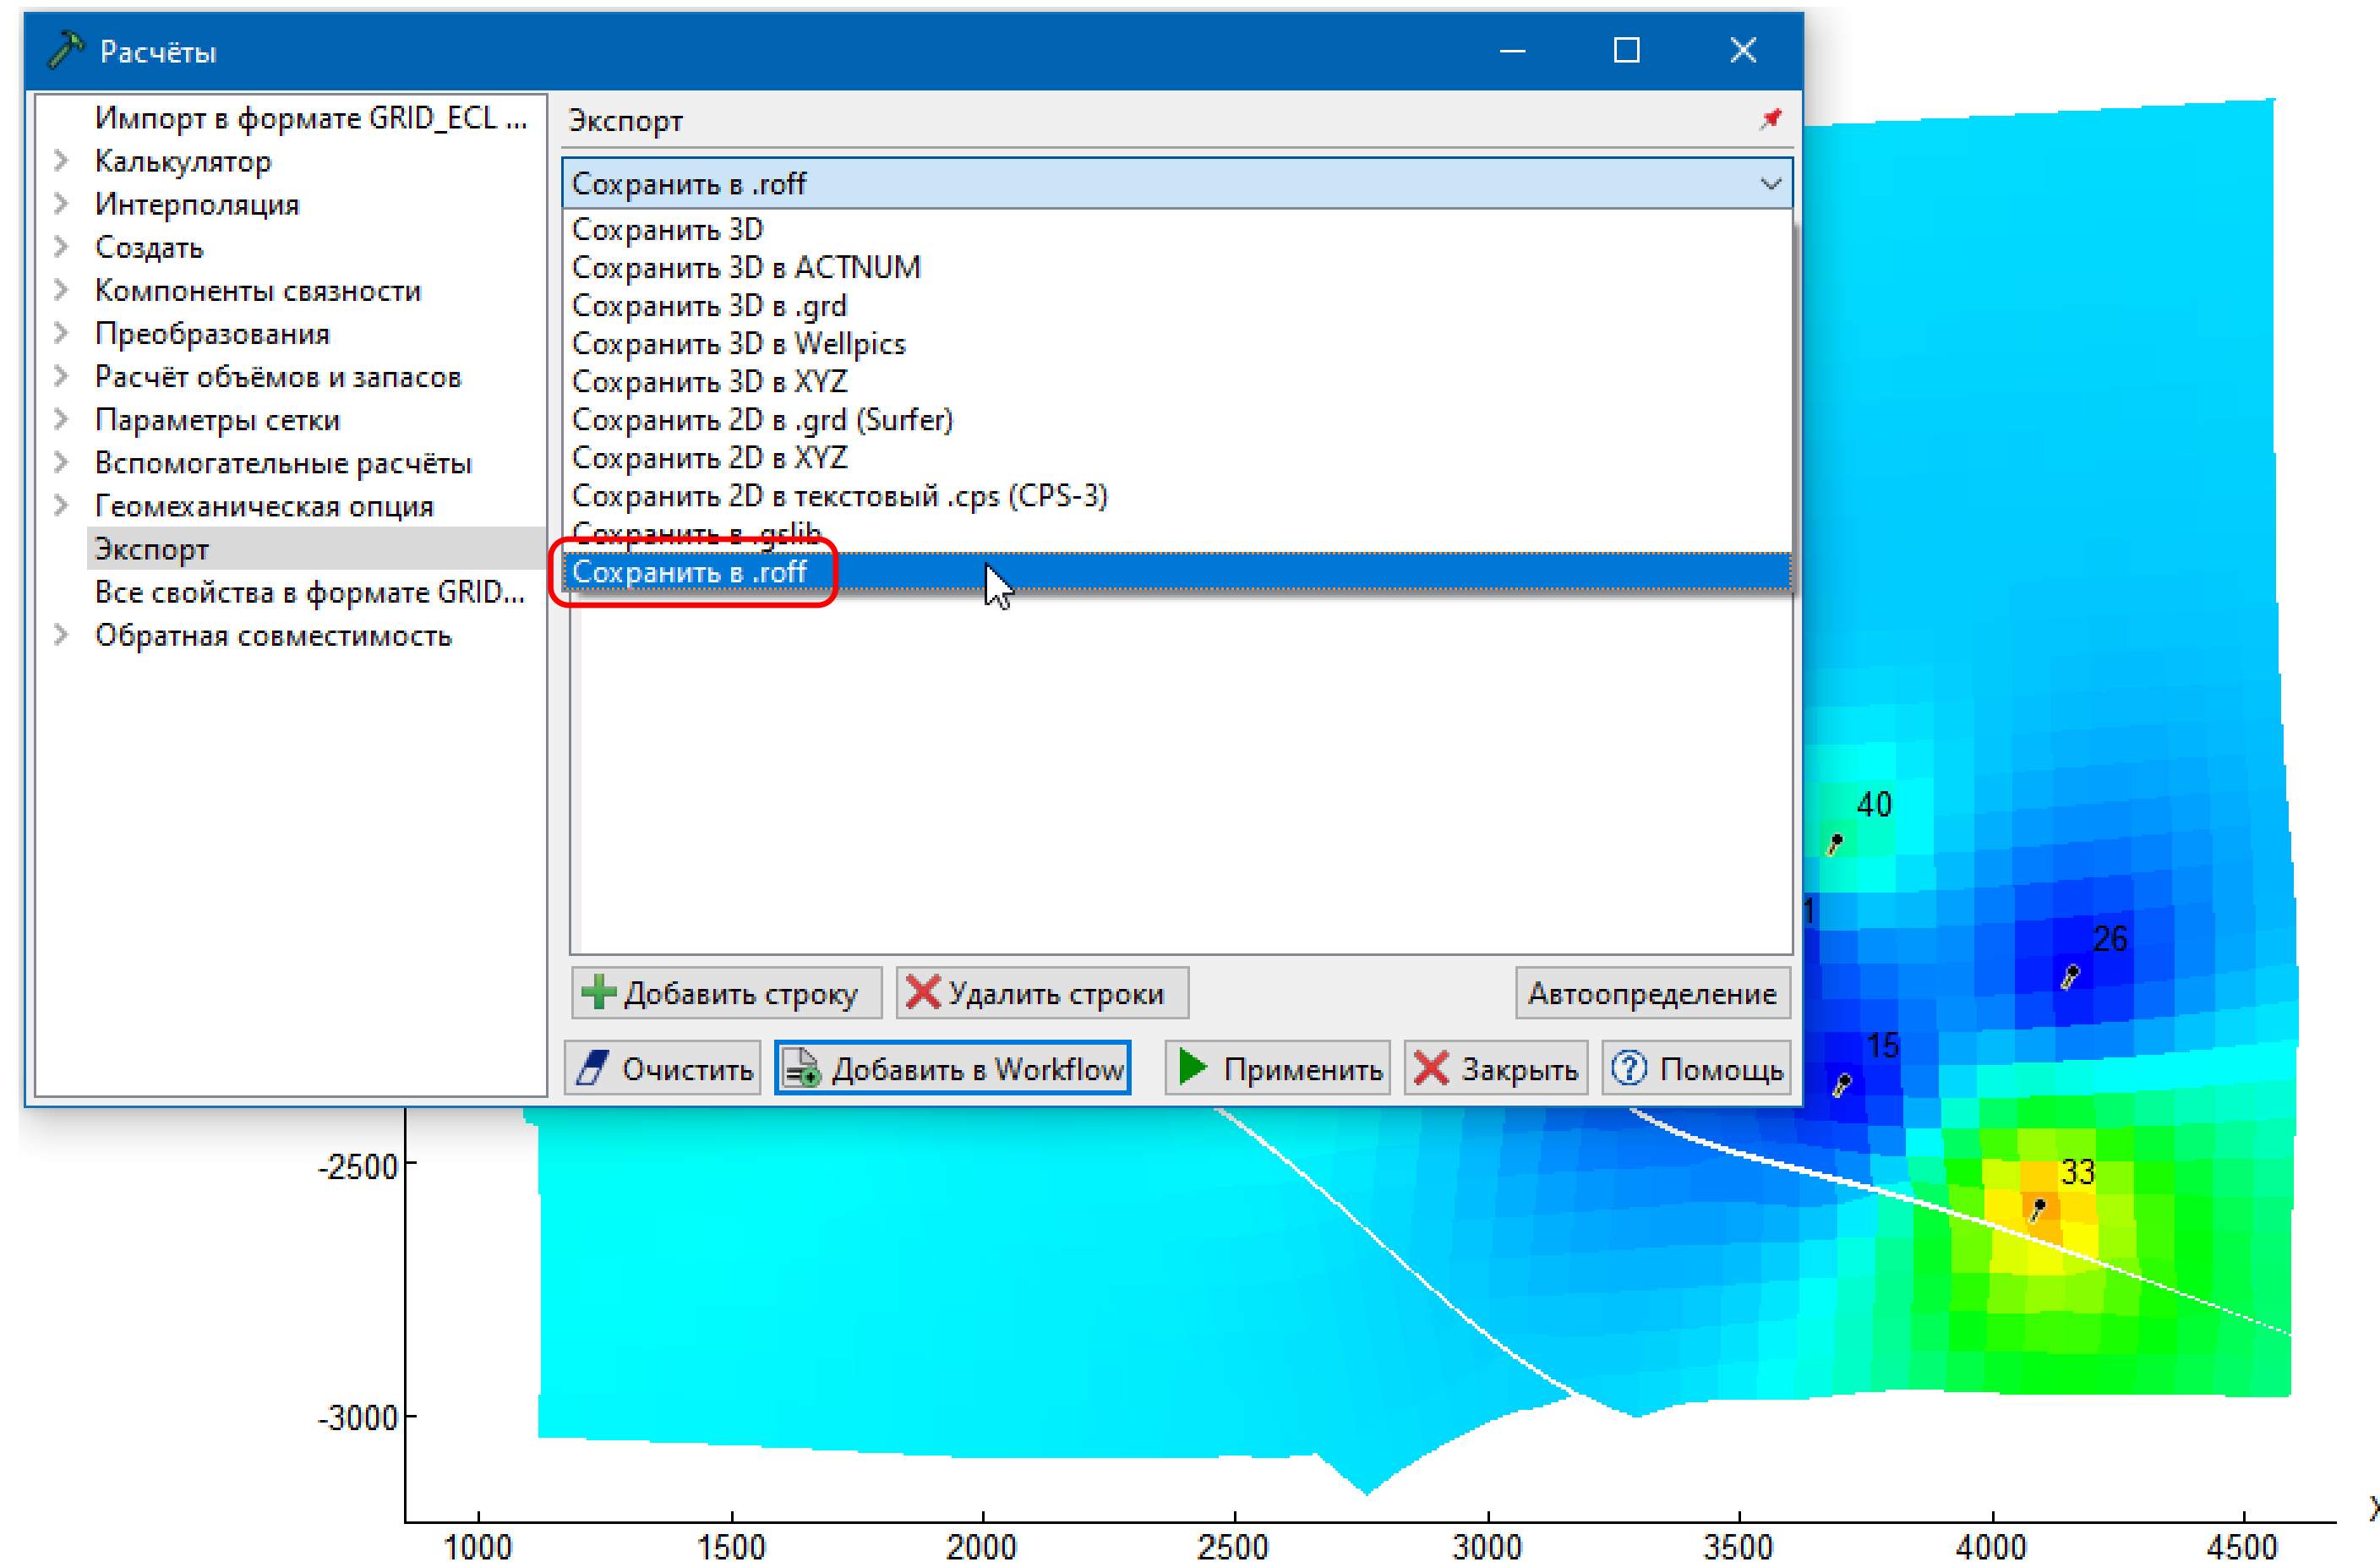 Расчёты
Импорт в формате GRID_ECL ...
Калькулятор
Интерполяция
Создать
Компоненты связности
Преобразования
Расчёт объёмов и запасов
Параметры сетки
Вспомогательные расчёты
Геомеханическая опция
Экспорт
Все свойства в формате GRID...
Обратная совместимость
Экспорт
Сохранить в .roff
Сохранить 3D
Сохранить 3D в ACTNUM
Сохранить 3D в .grd
Сохранить 3D в Wellpics
Сохранить 3D в XYZ
Сохранить 2D в .grd (Surfer)
Сохранить 2D в XYZ
Сохранить 2D в текстовый .cps (CPS-3)
Сохранить в .gslib
Сохранить в .roff
Добавить строку
Удалить строки
Автоопределение
Очистить
Добавить в Workflow
Применить
Закрыть
Помощь
40
1
26
15
33
-2500
-3000
X
1000
1500
2000
2500
3000
3500
4000
4500